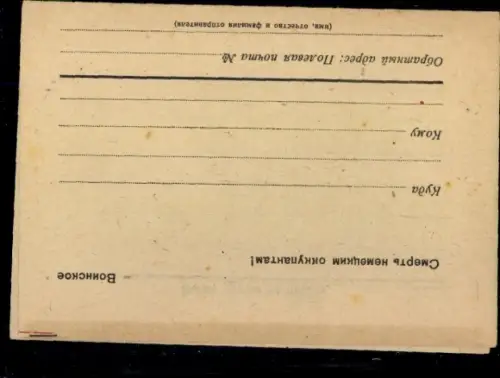 Воинское
Смерть немецким оккупантам!
Куда
Кому
Обратный адрес: Полевая почта №
(имя, отчество и фамилия отправителя)